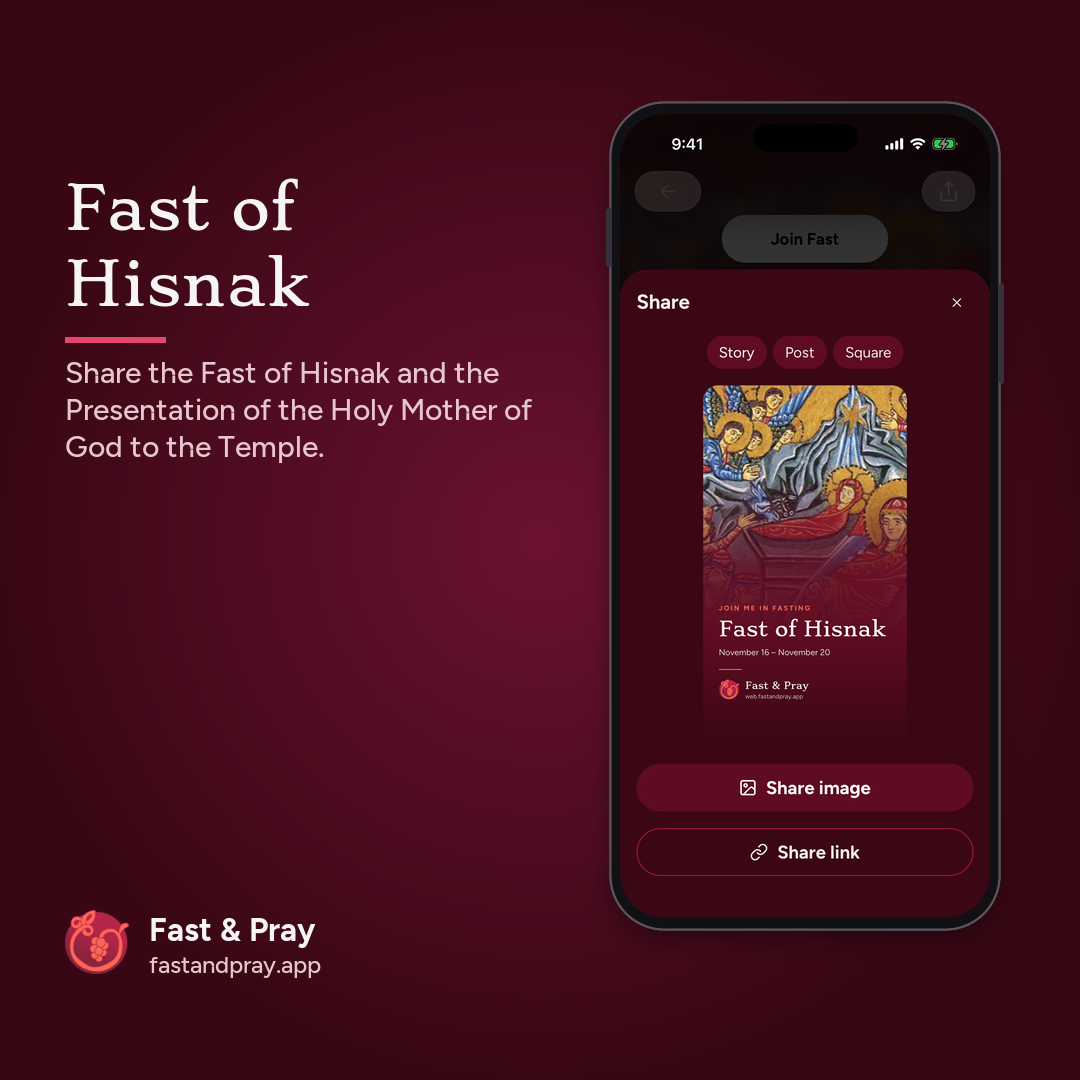 Fast of
Hisnak
Share the Fast of Hisnak and the
Presentation of the Holy Mother of
God to the Temple.
9:41
Join Fast
Share
Story
Post
Square
JOIN ME IN FASTING
Fast of Hisnak
November 16 – November 20
Fast & Pray
web.fastandpray.app
Share image
Share link
Fast & Pray
fastandpray.app